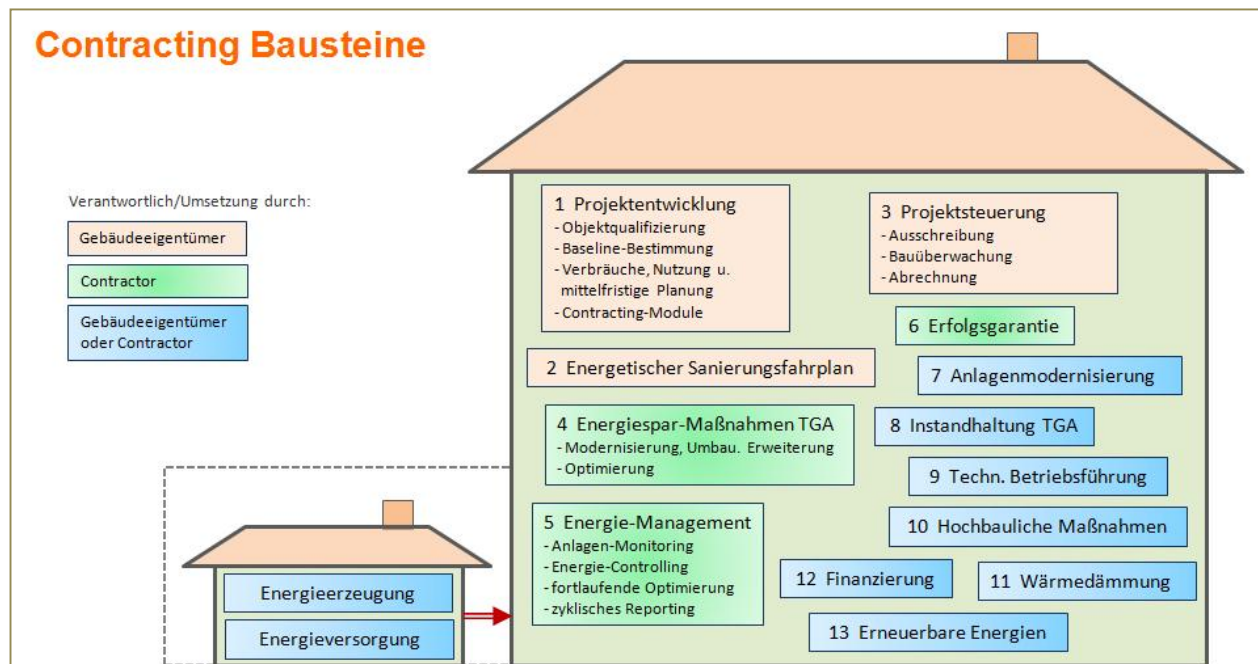 Contracting Bausteine
Verantwortlich/Umsetzung durch:
Gebäudeeigentümer
Contractor
Gebäudeeigentümer
oder Contractor
1 Projektentwicklung
- Objektqualifizierung
- Baseline-Bestimmung
- Verbräuche, Nutzung u.
mittelfristige Planung
- Contracting-Module
3 Projektsteuerung
- Ausschreibung
- Bauüberwachung
- Abrechnung
6 Erfolgsgarantie
2 Energetischer Sanierungsfahrplan
7 Anlagenmodernisierung
4 Energiespar-Maßnahmen TGA
- Modernisierung, Umbau. Erweiterung
- Optimierung
8 Instandhaltung TGA
9 Techn. Betriebsführung
5 Energie-Management
- Anlagen-Monitoring
- Energie-Controlling
- fortlaufende Optimierung
- zyklisches Reporting
10 Hochbauliche Maßnahmen
12 Finanzierung
11 Wärmedämmung
13 Erneuerbare Energien
Energieerzeugung
Energieversorgung